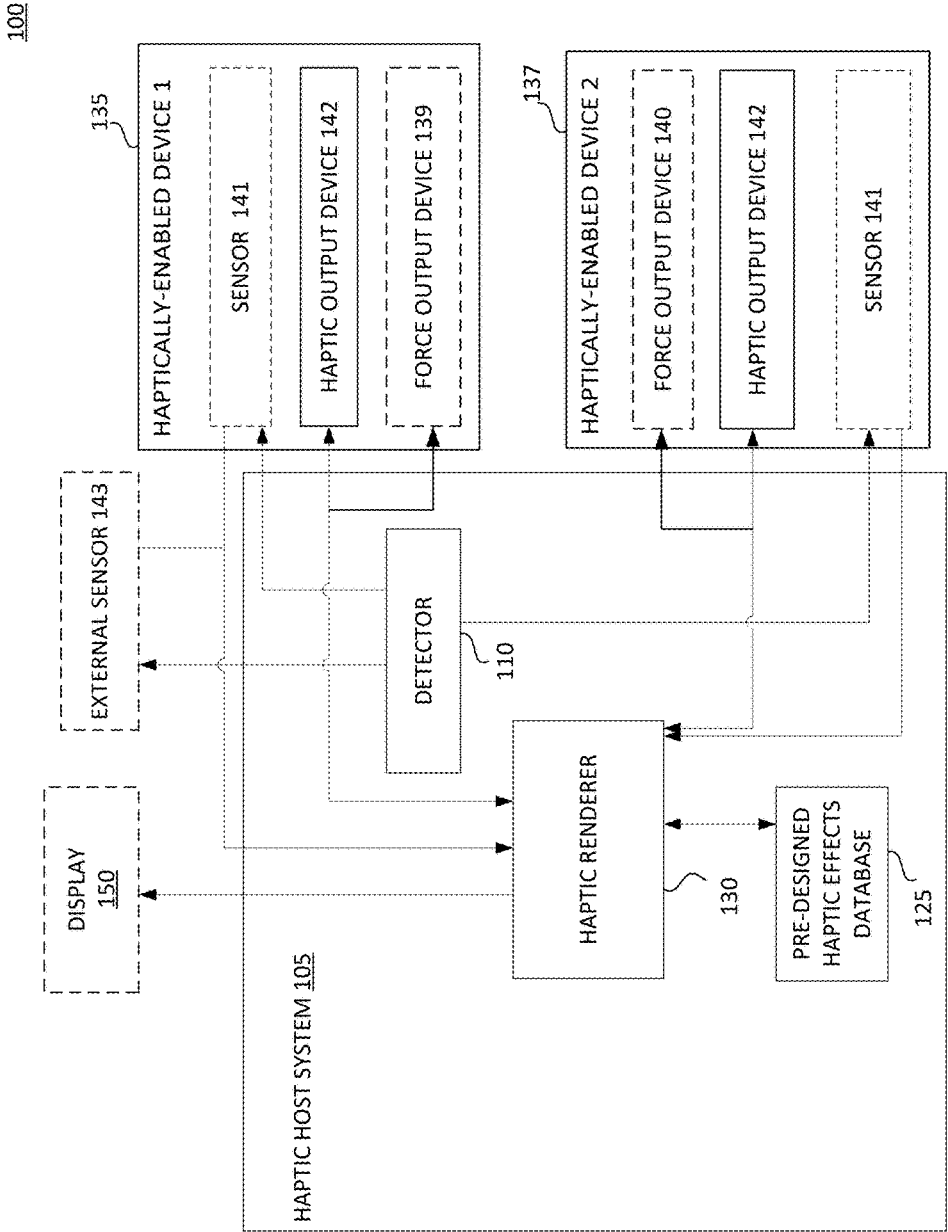 100
DISPLAY
150
EXTERNAL SENSOR 143
135
HAPTICALLY-ENABLED DEVICE 1
SENSOR 141
HAPTIC OUTPUT DEVICE 142
FORCE OUTPUT DEVICE 139
HAPTIC HOST SYSTEM 105
DETECTOR
110
HAPTIC RENDERER
130
PRE-DESIGNED
HAPTIC EFFECTS
DATABASE
125
137
HAPTICALLY-ENABLED DEVICE 2
FORCE OUTPUT DEVICE 140
HAPTIC OUTPUT DEVICE 142
SENSOR 141